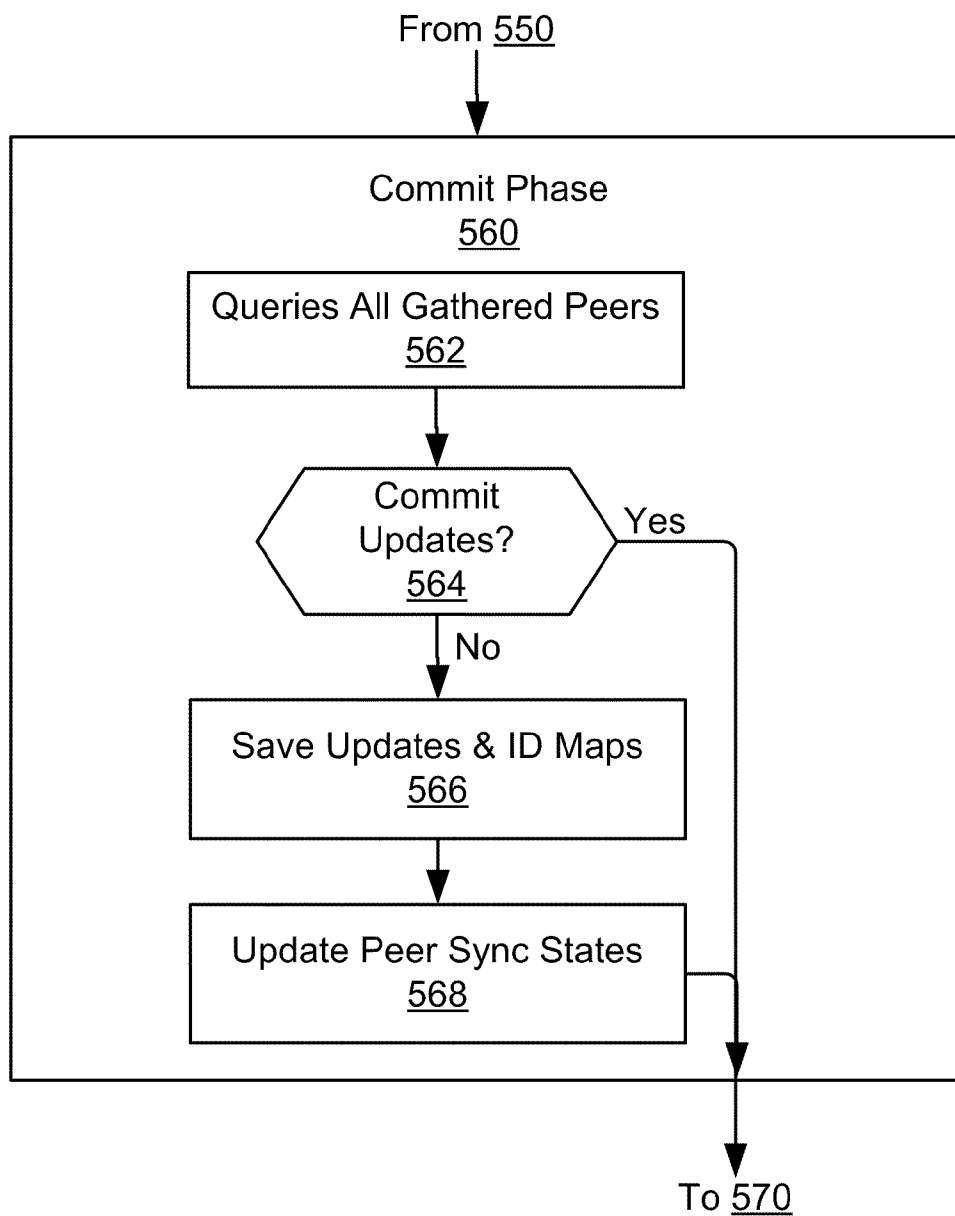 From 550
Commit Phase
560
Queries All Gathered Peers
562
Commit
Updates?
564
Yes
No
Save Updates & ID Maps
566
Update Peer Sync States
568
To 570